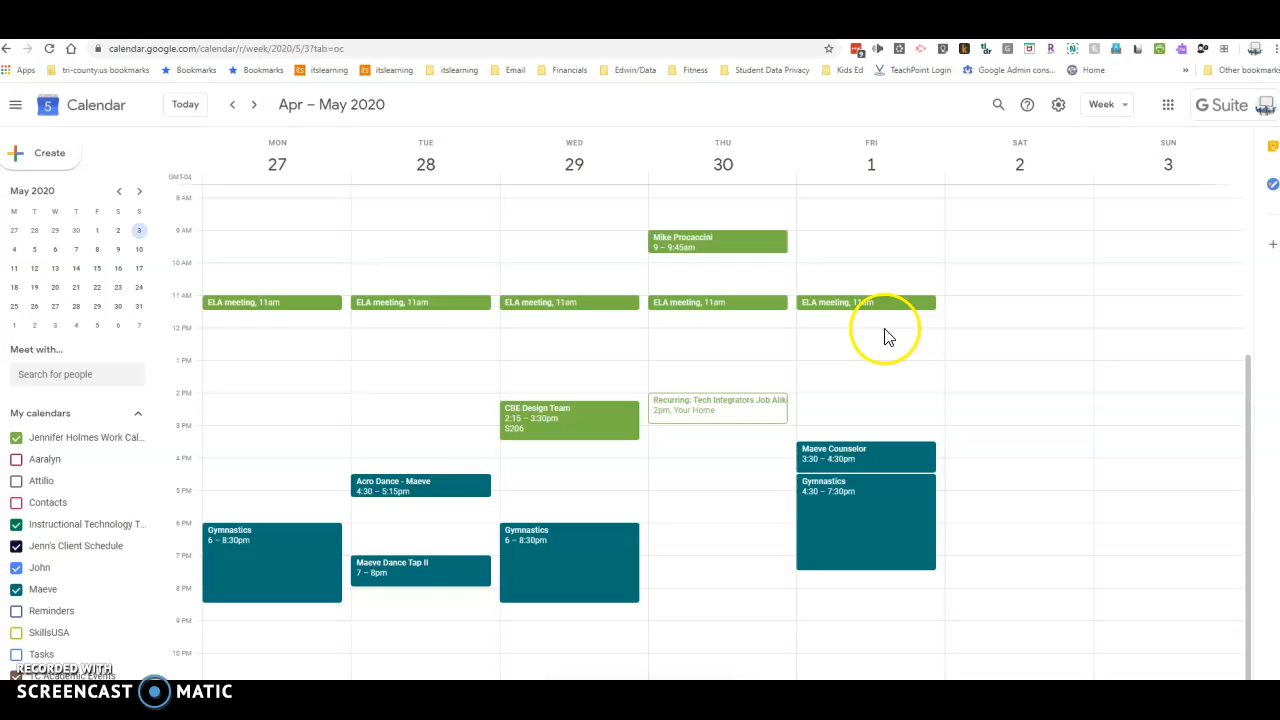 calendar.google.com/calendar/r/week/2020/5/3?tab=oc
Apps tri-county.us bookmarks Bookmarks Bookmarks itslearning itslearning itslearning Email Financials Edwin/Data Fitness Student Data Privacy Kids Ed TeachPoint Login Google Admin cons... Home » Other bookmarks
5 Calendar Today Apr – May 2020 Week G Suite
Create
May 2020
M T W T F S S
27 28 29 30 1 2 3
4 5 6 7 8 9 10
11 12 13 14 15 16 17
18 19 20 21 22 23 24
25 26 27 28 29 30 31
1 2 3 4 5 6 7
Meet with...
Search for people
My calendars
Jennifer Holmes Work Cal...
Aaralyn
Attilio
Contacts
Instructional Technology T...
Jenn's Client Schedule
John
Maeve
Reminders
SkillsUSA
Tasks
TC Academic Events
MON TUE WED THU FRI SAT SUN
27 28 29 30 1 2 3
GMT-04
8 AM
9 AM
10 AM
11 AM
12 PM
1 PM
2 PM
3 PM
4 PM
5 PM
6 PM
7 PM
8 PM
9 PM
10 PM
ELA meeting, 11am
Gymnastics
6 – 8:30pm
ELA meeting, 11am
Acro Dance - Maeve
4:30 – 5:15pm
Maeve Dance Tap II
7 – 8pm
ELA meeting, 11am
CBE Design Team
2:15 – 3:30pm
S206
Gymnastics
6 – 8:30pm
Mike Procaccini
9 – 9:45am
ELA meeting, 11am
Recurring: Tech Integrators Job Alik
2pm, Your Home
ELA meeting, 11am
Maeve Counselor
3:30 – 4:30pm
Gymnastics
4:30 – 7:30pm
RECORDED WITH
SCREENCAST MATIC